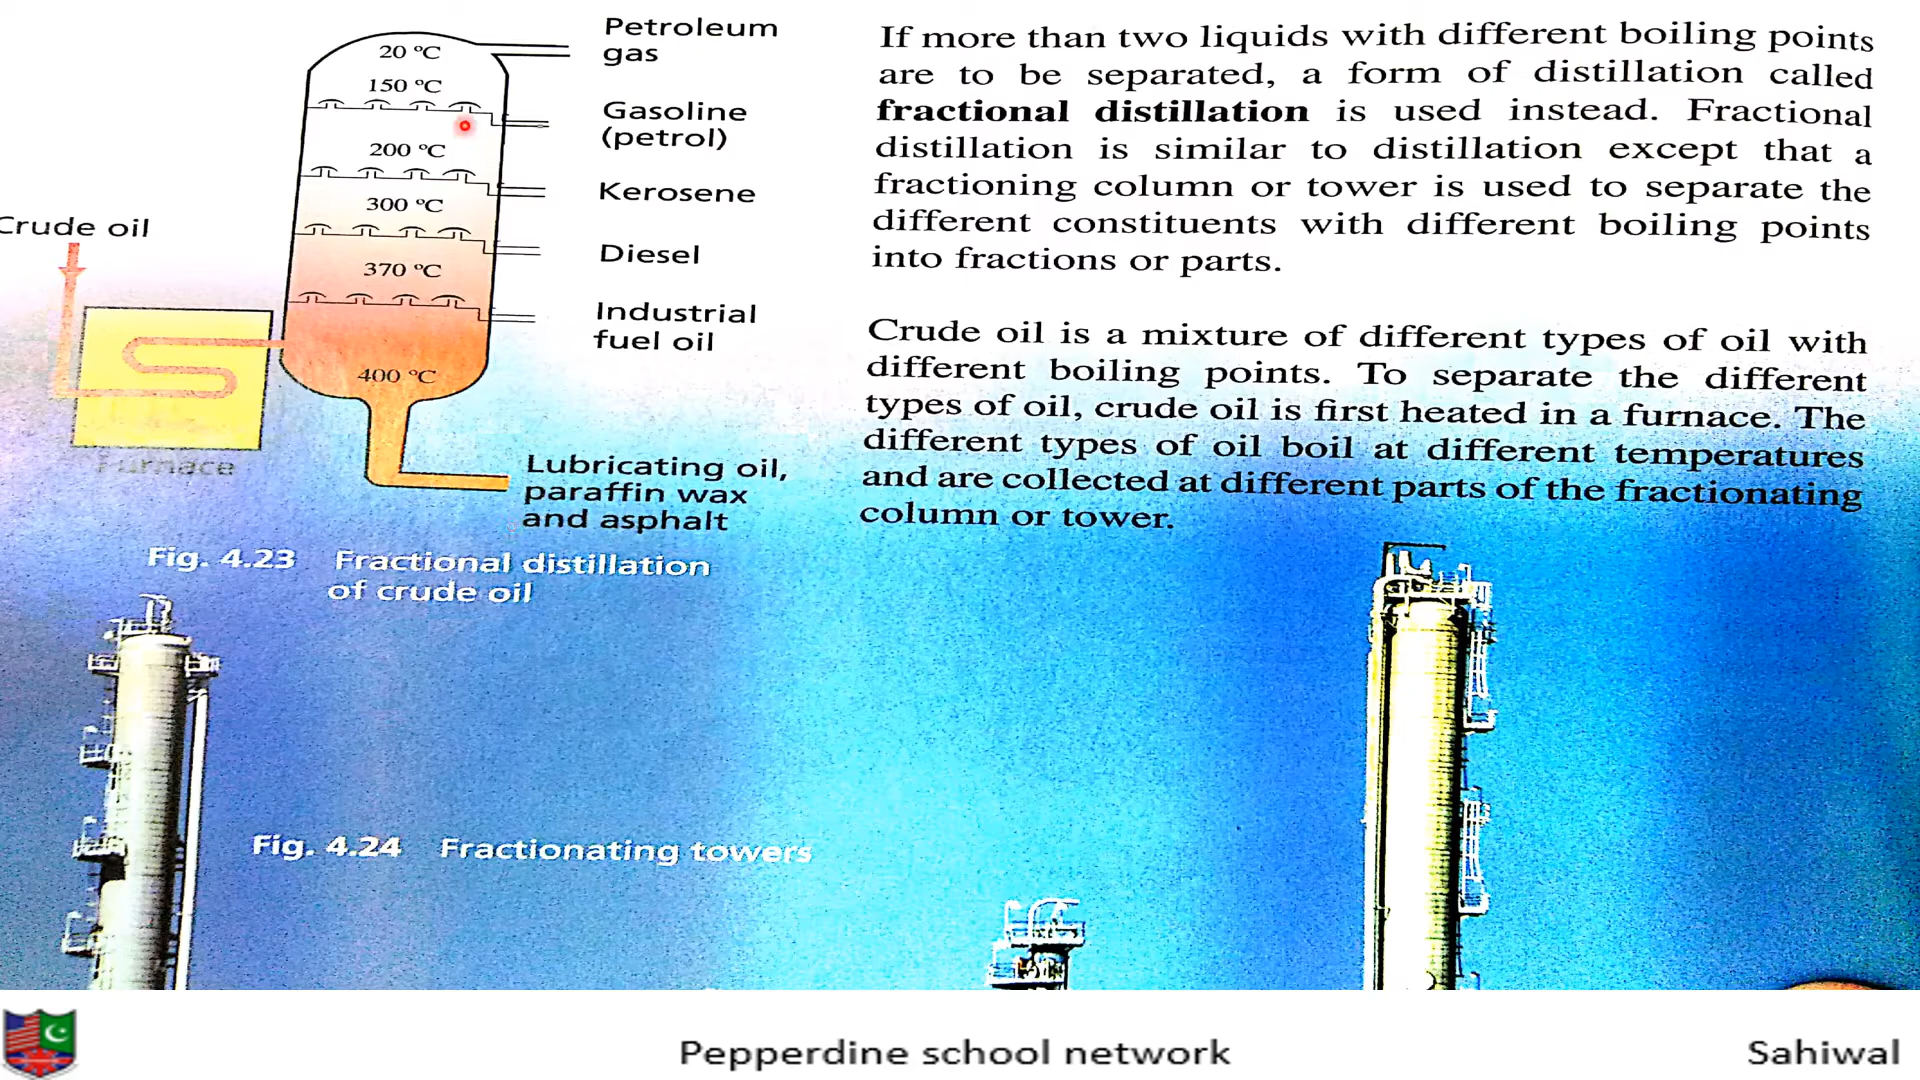 Petroleum
gas
20 °C
150 °C
Gasoline
(petrol)
200 °C
Kerosene
300 °C
Crude oil
Diesel
370 °C
Industrial
fuel oil
400 °C
Furnace
Lubricating oil,
paraffin wax
and asphalt
Fig. 4.23 Fractional distillation
of crude oil
If more than two liquids with different boiling points
are to be separated, a form of distillation called
fractional distillation is used instead. Fractional
distillation is similar to distillation except that a
fractioning column or tower is used to separate the
different constituents with different boiling points
into fractions or parts.
Crude oil is a mixture of different types of oil with
different boiling points. To separate the different
types of oil, crude oil is first heated in a furnace. The
different types of oil boil at different temperatures
and are collected at different parts of the fractionating
column or tower.
Fig. 4.24 Fractionating towers
Pepperdine school network
Sahiwal